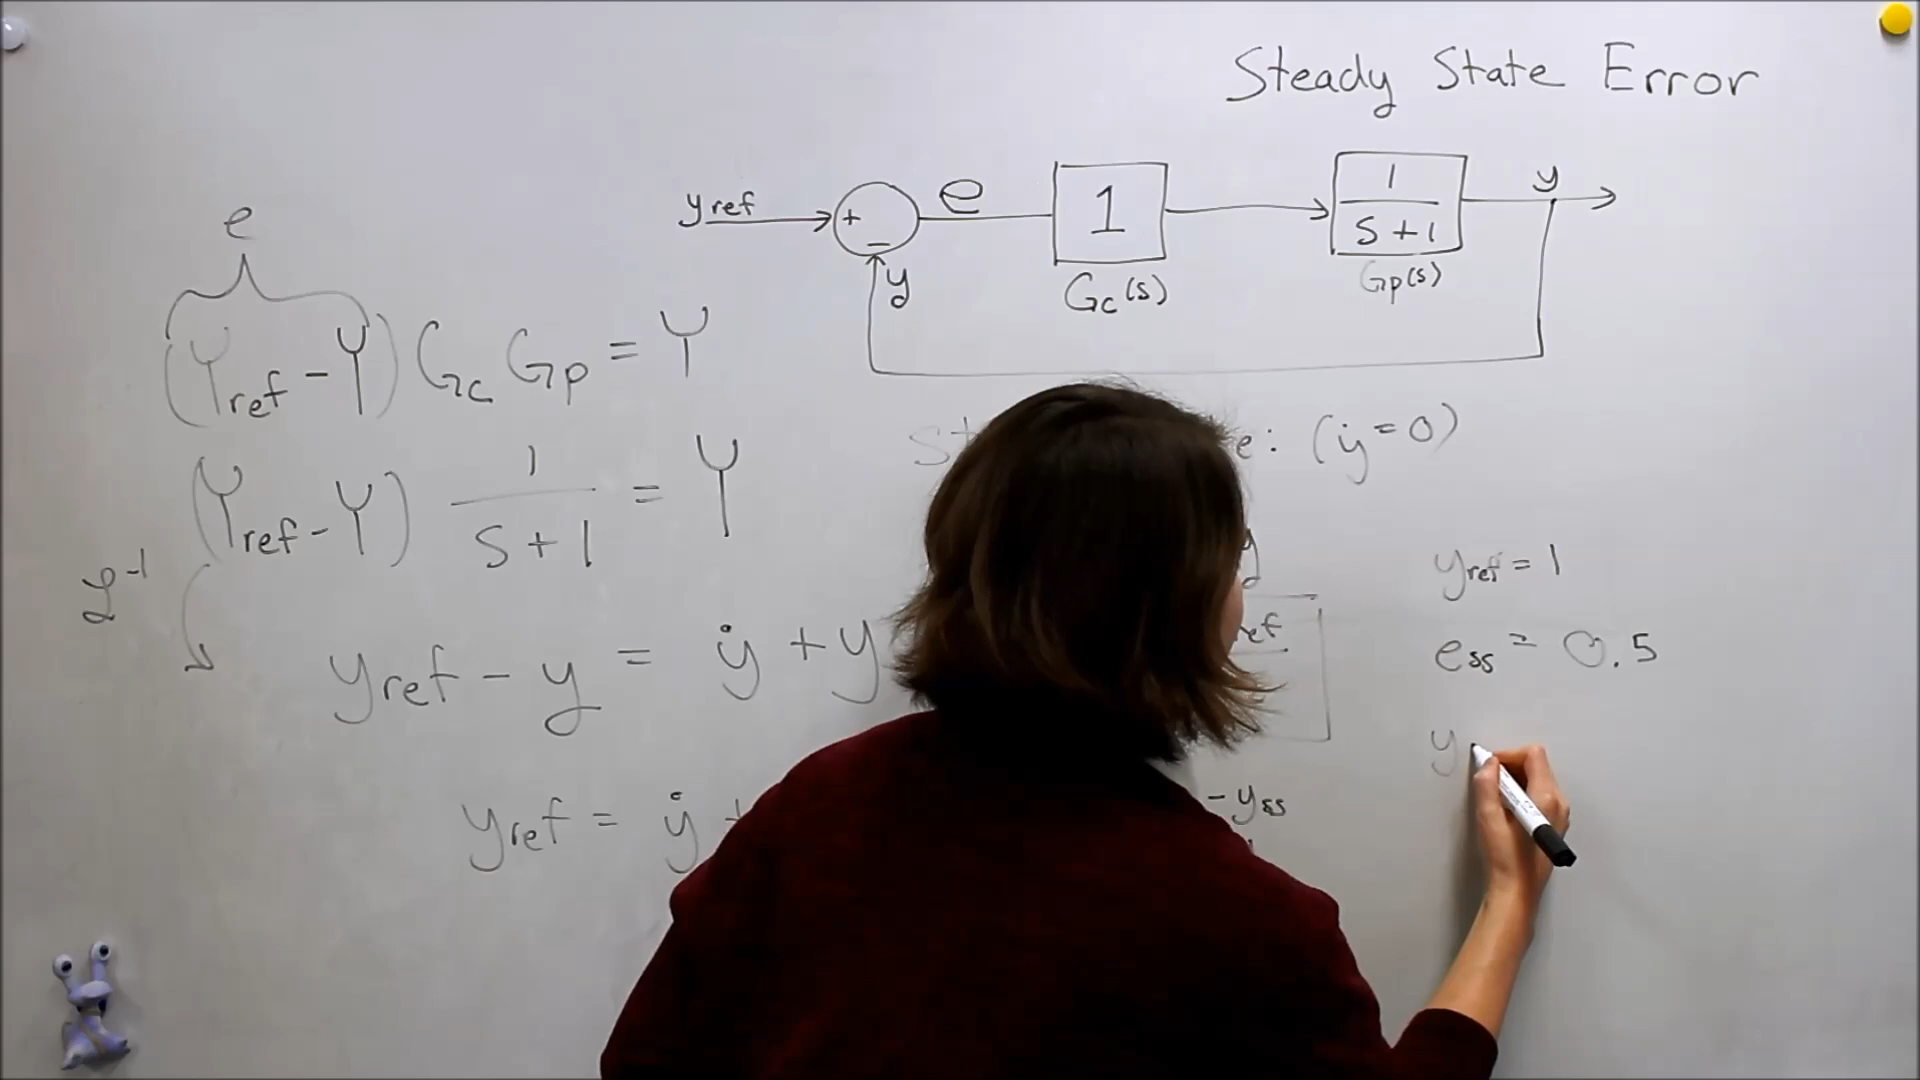 Steady State Error
yref + e 1 1/(s+1) y
− y Gc(s) Gp(s)
e
(Yref - Y) Gc Gp = Y
(ẏ = 0)
(Yref - Y) 1/(s+1) = Y
ℒ⁻¹
yref - y = ẏ + y
yref = ẏ +
- yss
yref = 1
ess = 0.5
y